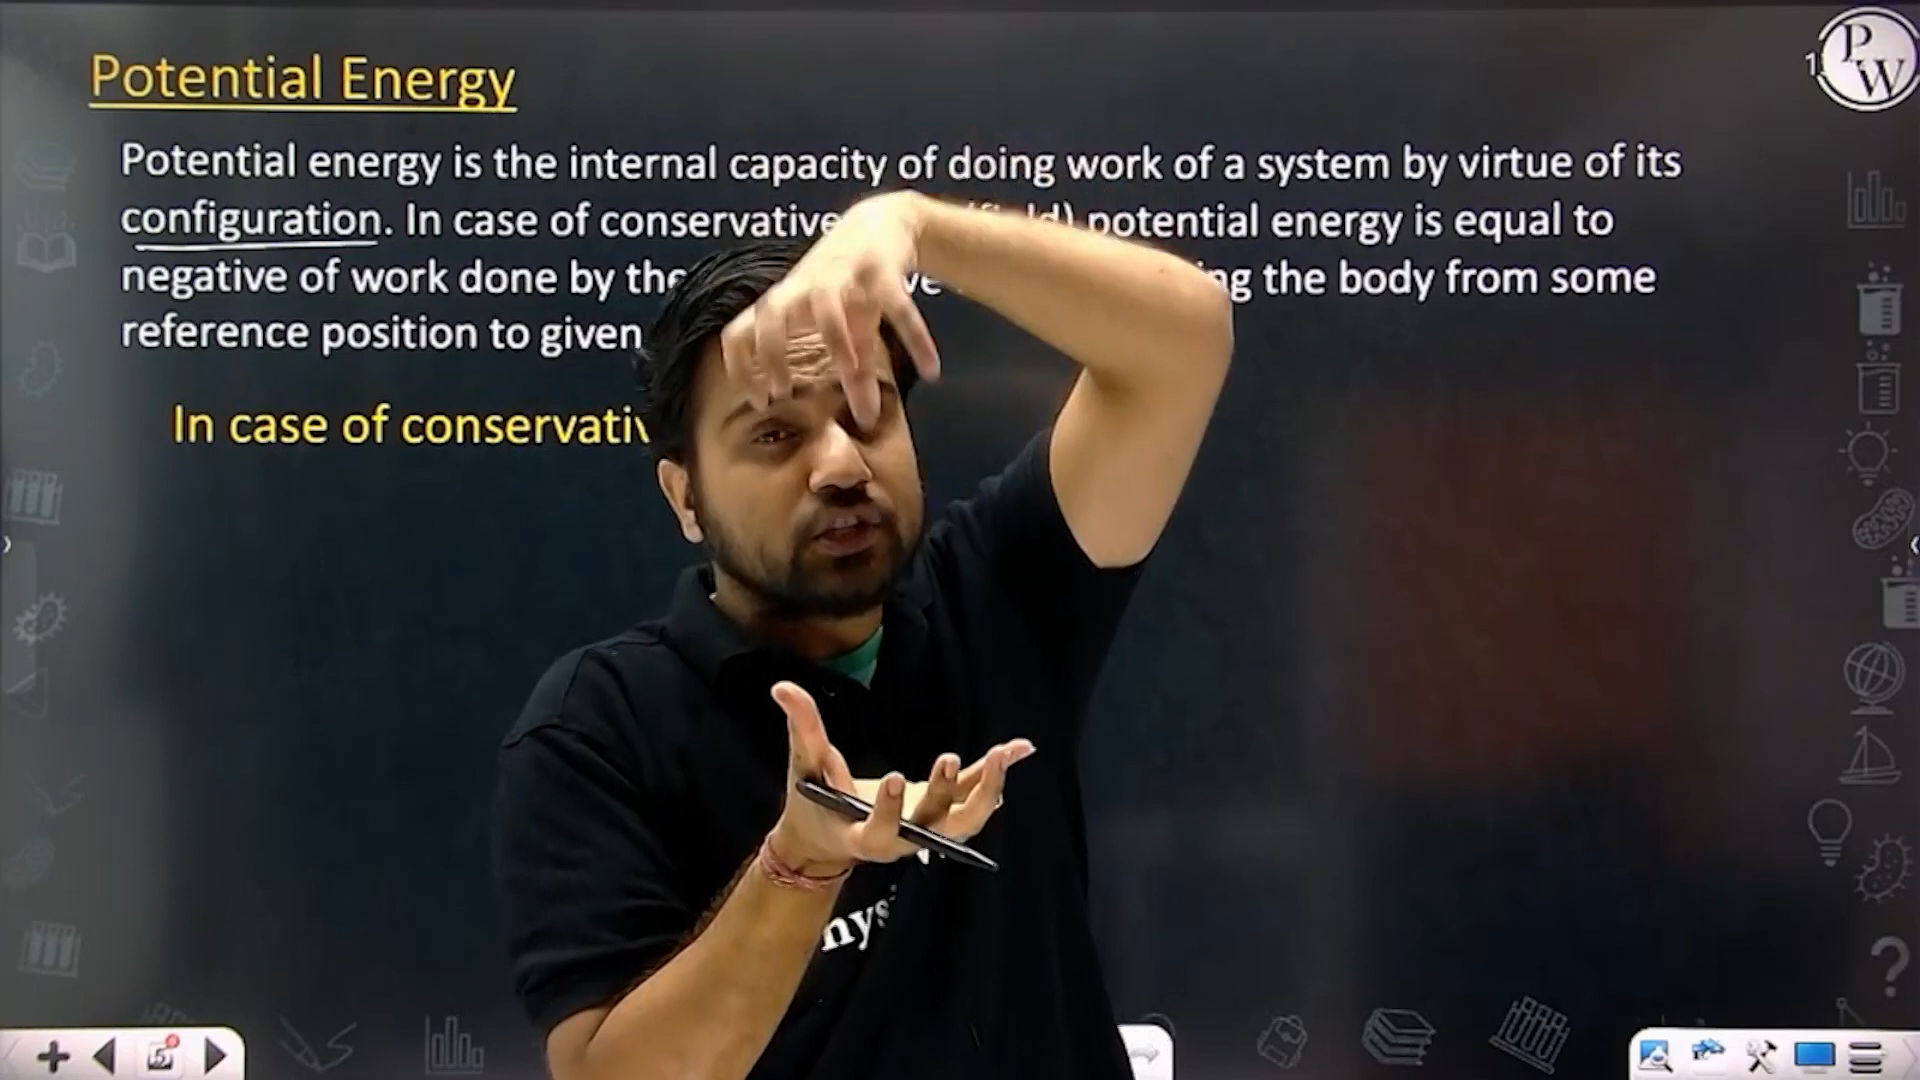 PW
Potential Energy
Potential energy is the internal capacity of doing work of a system by virtue of its
configuration. In case of conservative potential energy is equal to
negative of work done by the the body from some
reference position to given
In case of